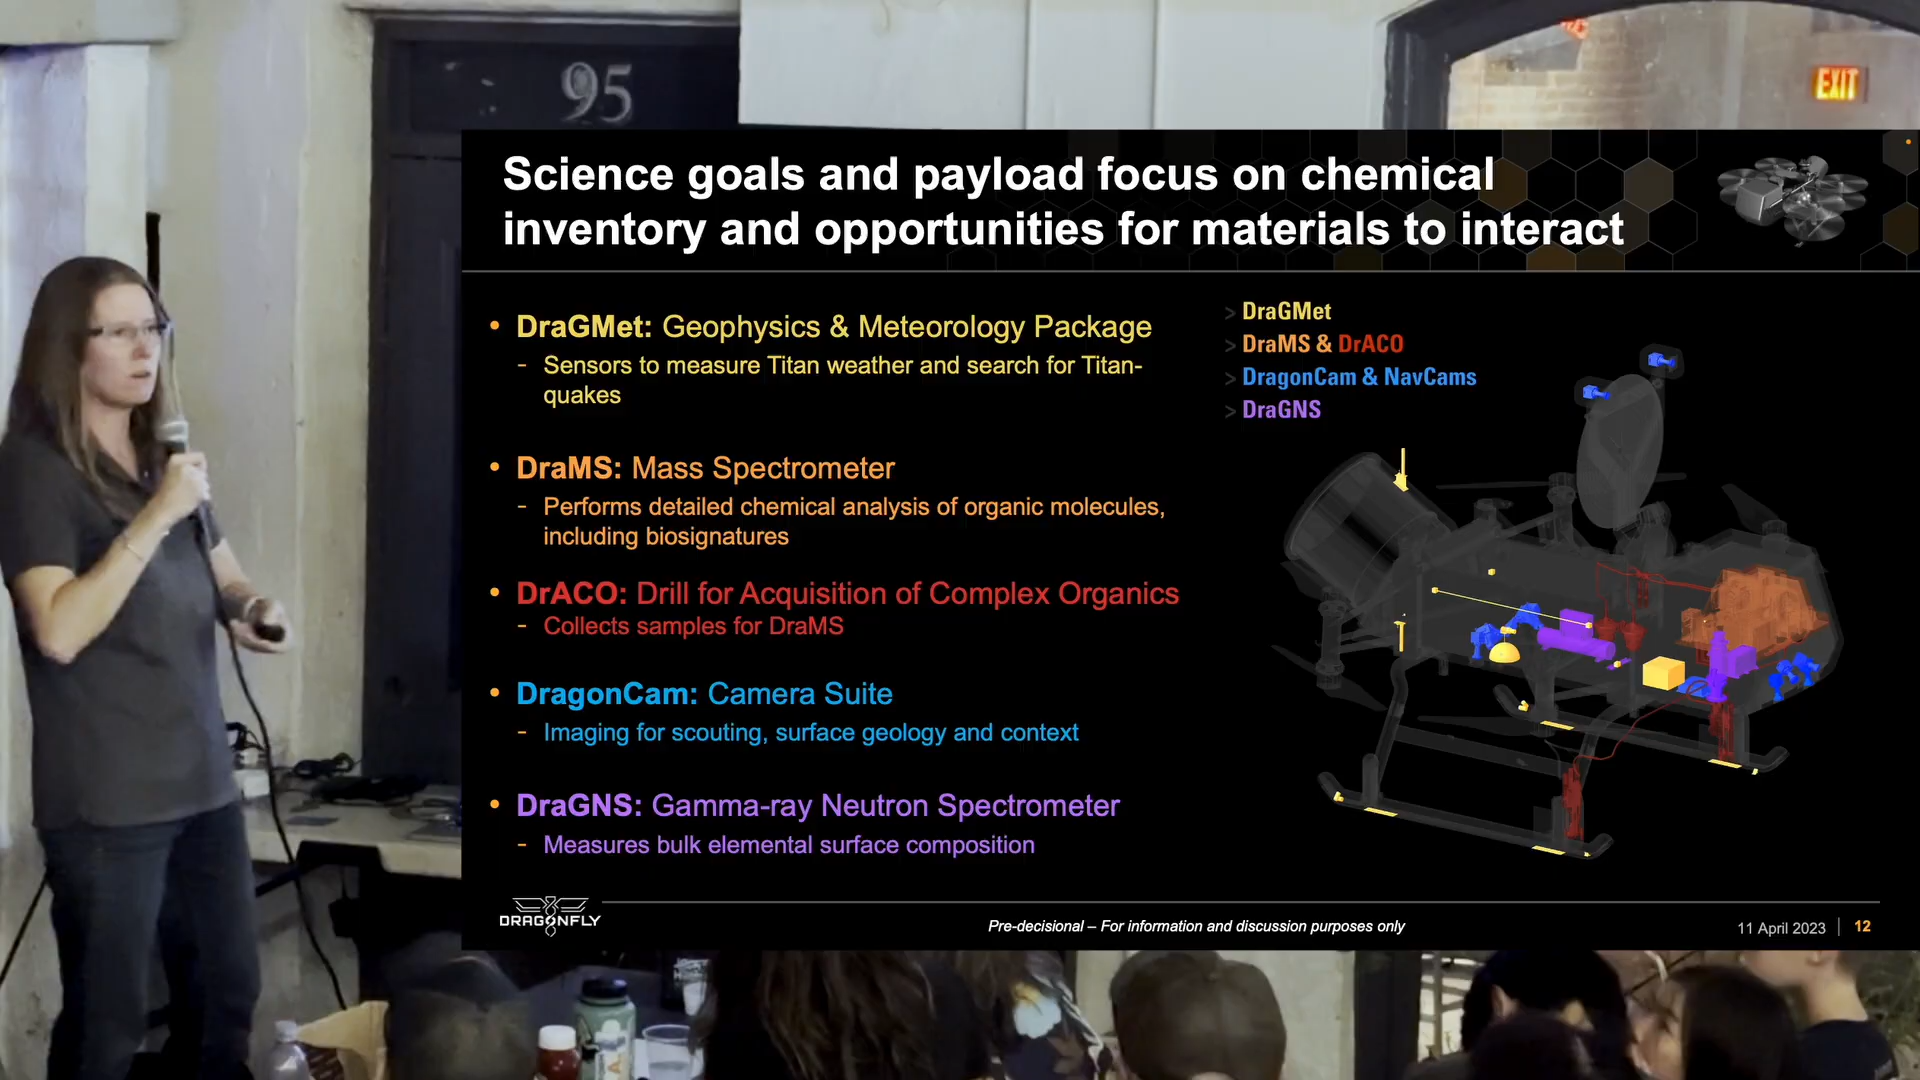 95
EXIT
Science goals and payload focus on chemical
inventory and opportunities for materials to interact
• DraGMet: Geophysics & Meteorology Package
- Sensors to measure Titan weather and search for Titan-
quakes
• DraMS: Mass Spectrometer
- Performs detailed chemical analysis of organic molecules,
including biosignatures
• DrACO: Drill for Acquisition of Complex Organics
- Collects samples for DraMS
• DragonCam: Camera Suite
- Imaging for scouting, surface geology and context
• DraGNS: Gamma-ray Neutron Spectrometer
- Measures bulk elemental surface composition
> DraGMet
> DraMS & DrACO
> DragonCam & NavCams
> DraGNS
DRAGONFLY
Pre-decisional – For information and discussion purposes only
11 April 2023 | 12